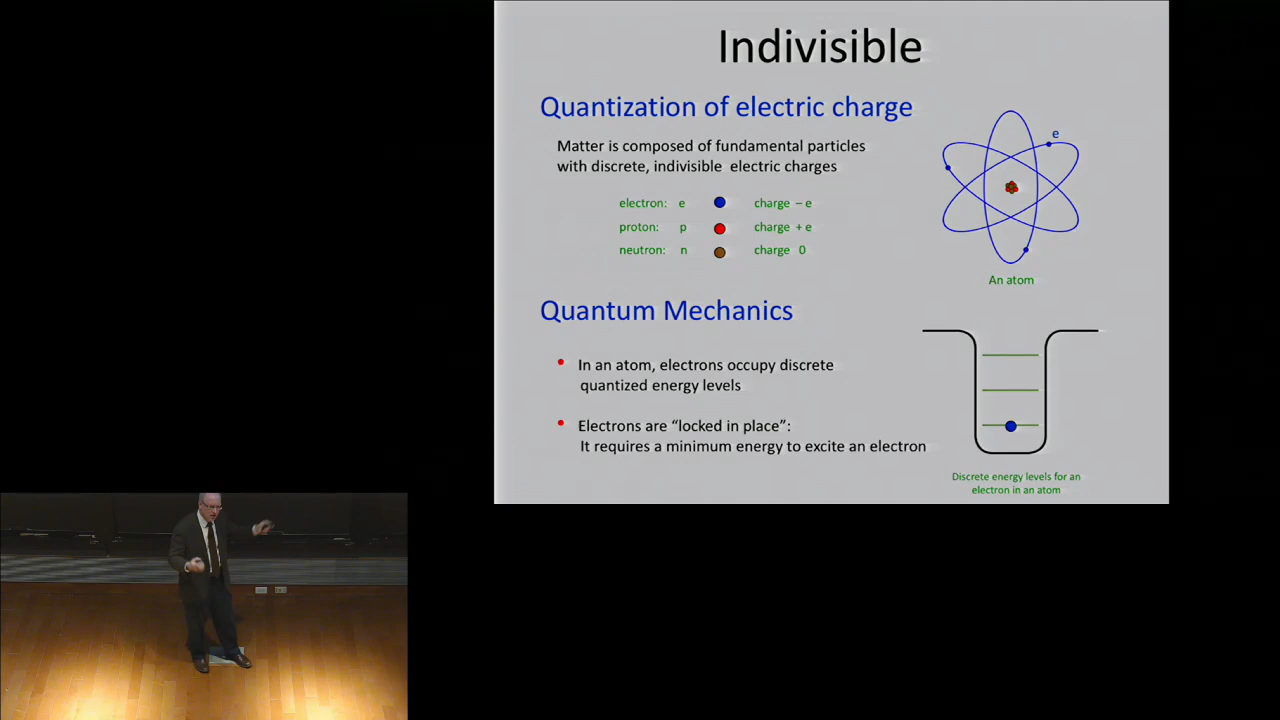 Indivisible
Quantization of electric charge
Matter is composed of fundamental particles
with discrete, indivisible electric charges
e
electron: e charge – e
proton: p charge + e
neutron: n charge 0
An atom
Quantum Mechanics
• In an atom, electrons occupy discrete
quantized energy levels
• Electrons are “locked in place”:
It requires a minimum energy to excite an electron
Discrete energy levels for an
electron in an atom